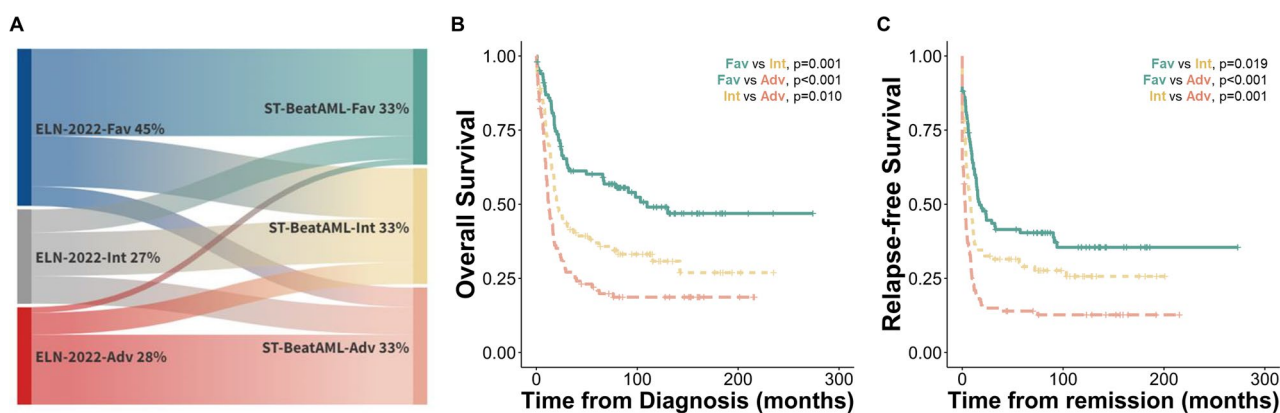 A
ELN-2022-Fav 45%
ELN-2022-Int 27%
ELN-2022-Adv 28%
ST-BeatAML-Fav 33%
ST-BeatAML-Int 33%
ST-BeatAML-Adv 33%
B
Overall Survival
1.00
0.75
0.50
0.25
0.00
Fav vs Int, p=0.001
Fav vs Adv, p<0.001
Int vs Adv, p=0.010
0 100 200 300
Time from Diagnosis (months)
C
Relapse-free Survival
1.00
0.75
0.50
0.25
0.00
Fav vs Int, p=0.019
Fav vs Adv, p<0.001
Int vs Adv, p=0.001
0 100 200 300
Time from remission (months)